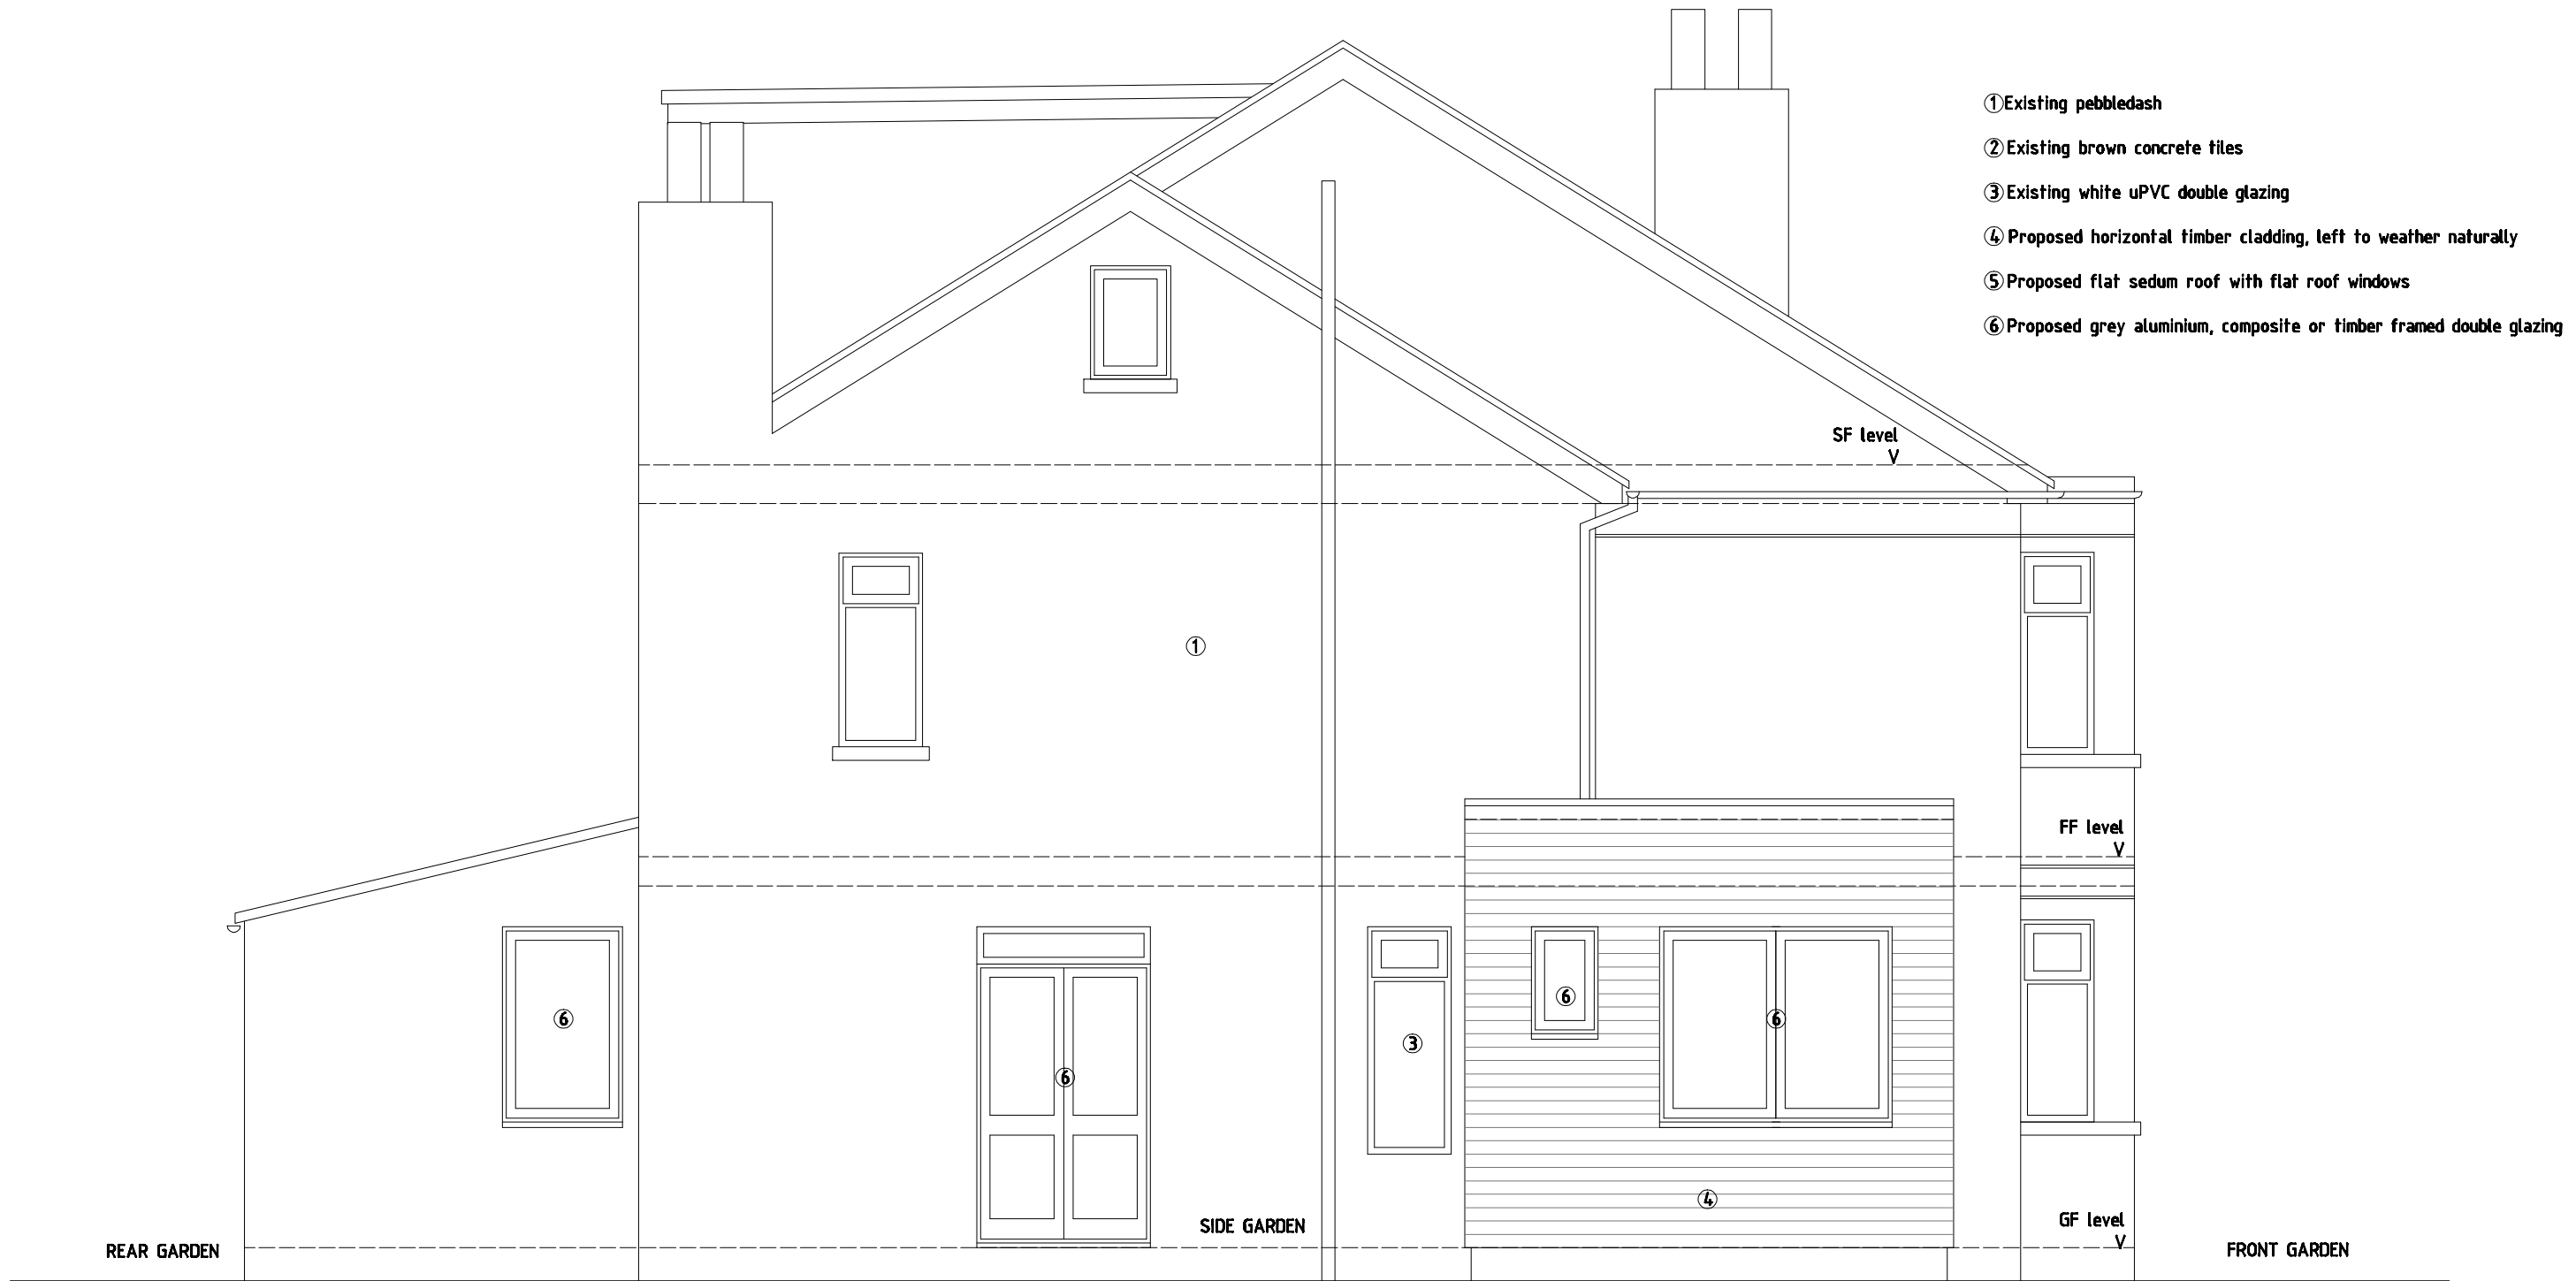 ①Existing pebbledash
②Existing brown concrete tiles
③Existing white uPVC double glazing
④Proposed horizontal timber cladding, left to weather naturally
⑤Proposed flat sedum roof with flat roof windows
⑥Proposed grey aluminium, composite or timber framed double glazing
SF level
V
①
FF level
V
⑥
⑥
⑥
③
⑥
④
SIDE GARDEN
GF level
V
REAR GARDEN
FRONT GARDEN